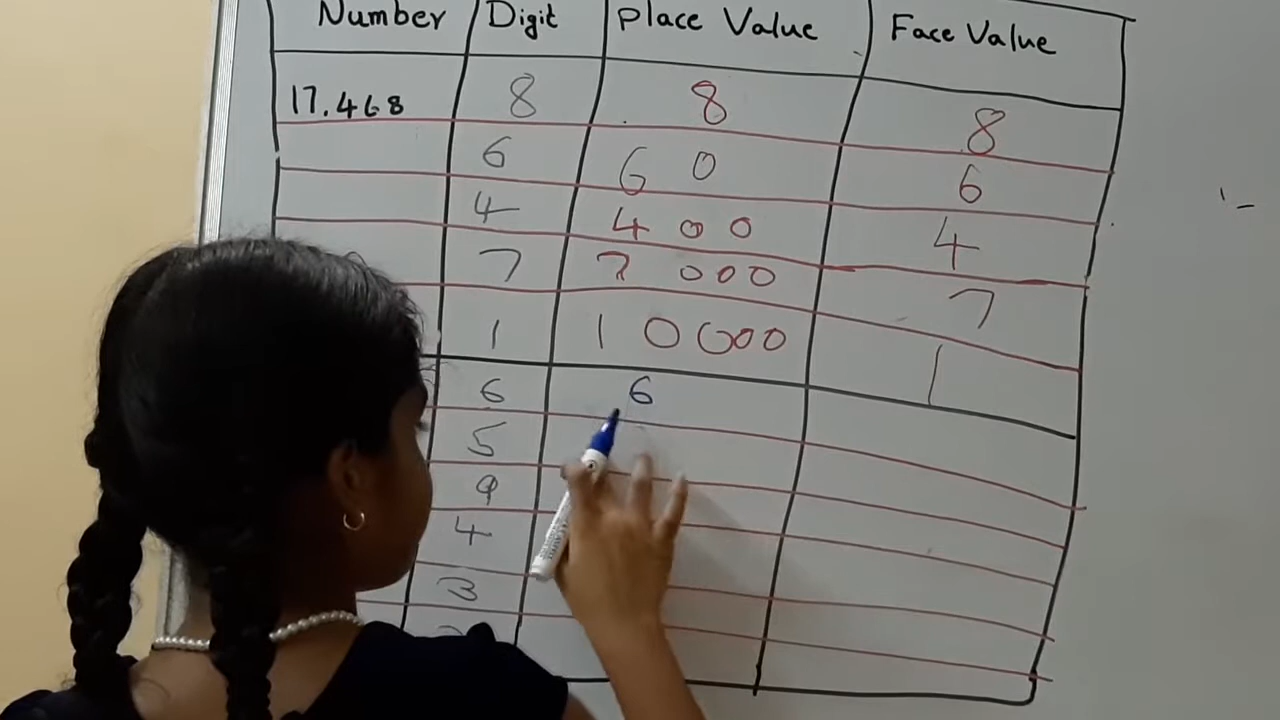 Number Digit Place Value Face Value
17.468 8 8 8
6 60 6
4 400 4
7 7000 7
1 10000 1
6 6
5
9
4
3